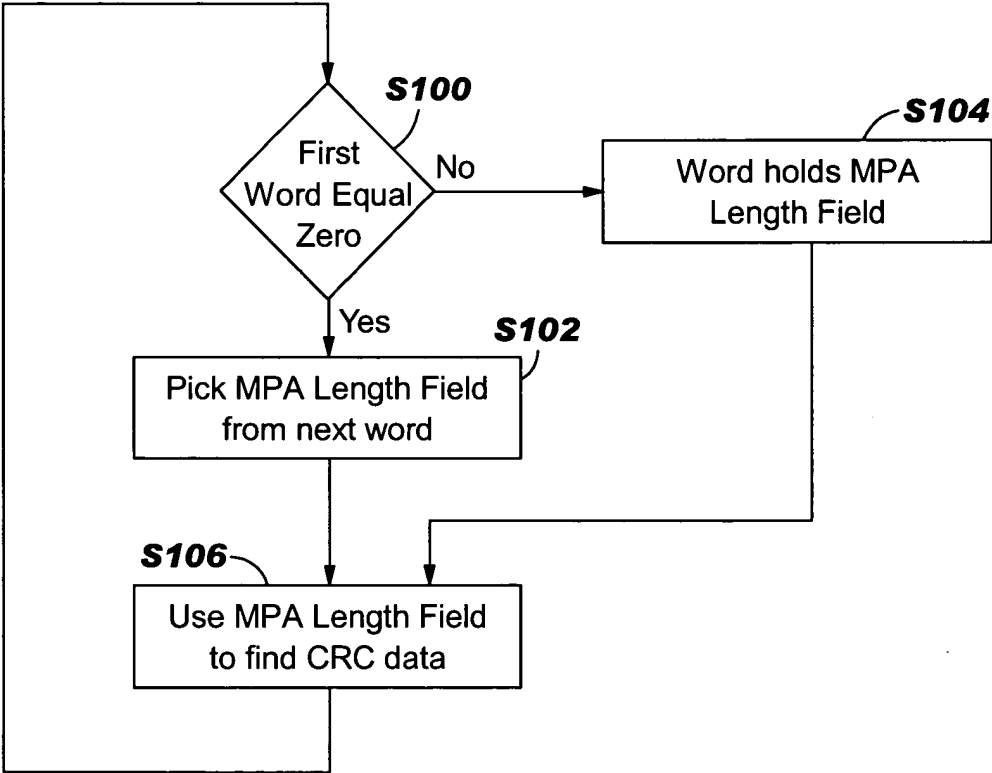 S100
First
Word Equal
Zero
No
S104
Word holds MPA
Length Field
Yes
S102
Pick MPA Length Field
from next word
S106
Use MPA Length Field
to find CRC data